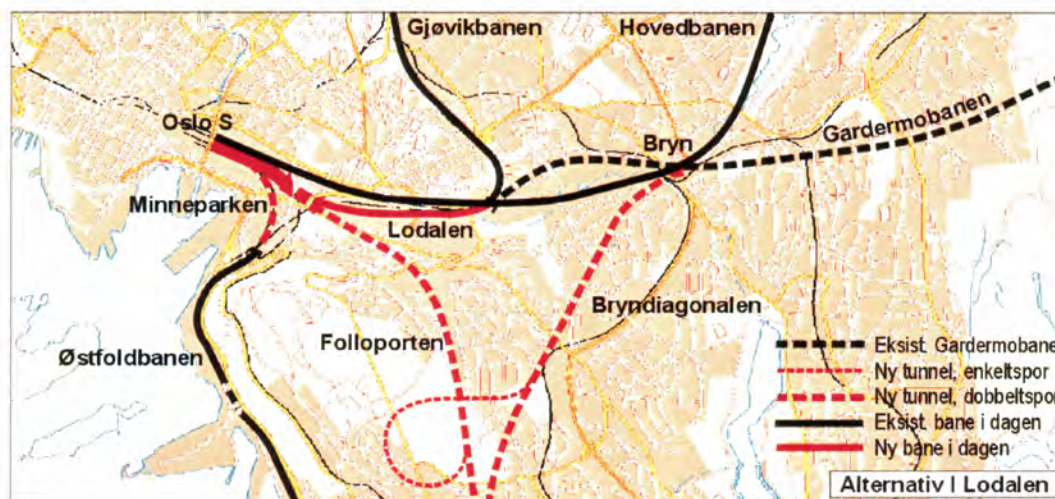 Gjøvikbanen
Hovedbanen
Oslo S
Bryn
Gardermobanen
Minneparken
Lodalen
Bryndiagonalen
Folloporten
Østfoldbanen
Eksist. Gardermobane
Ny tunnel, enkeltspor
Ny tunnel, dobbeltspor
Eksist. bane i dagen
Ny bane i dagen
Alternativ I Lodalen